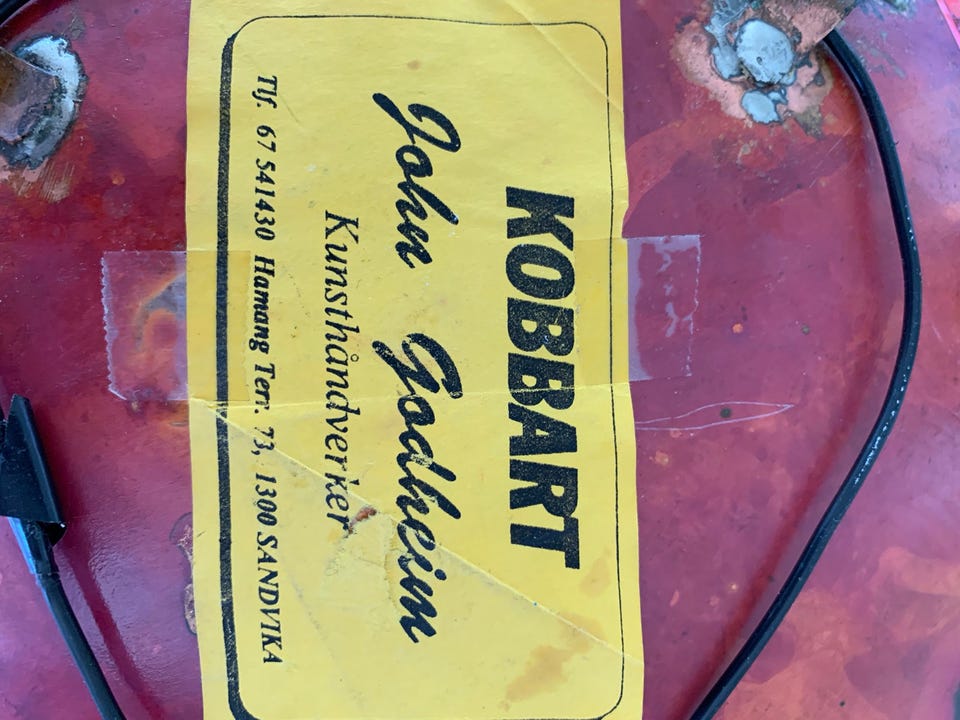 KOBBART
John Godheim
Kunsthåndverker
Tlf. 67 541430 Hamang Terr. 73, 1300 SANDVIKA